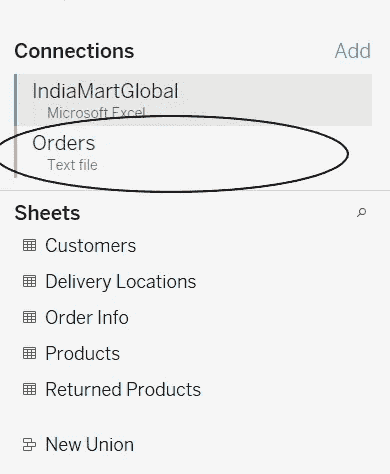 Connections Add
IndiaMartGlobal
Microsoft Excel
Orders
Text file
Sheets
Customers
Delivery Locations
Order Info
Products
Returned Products
New Union